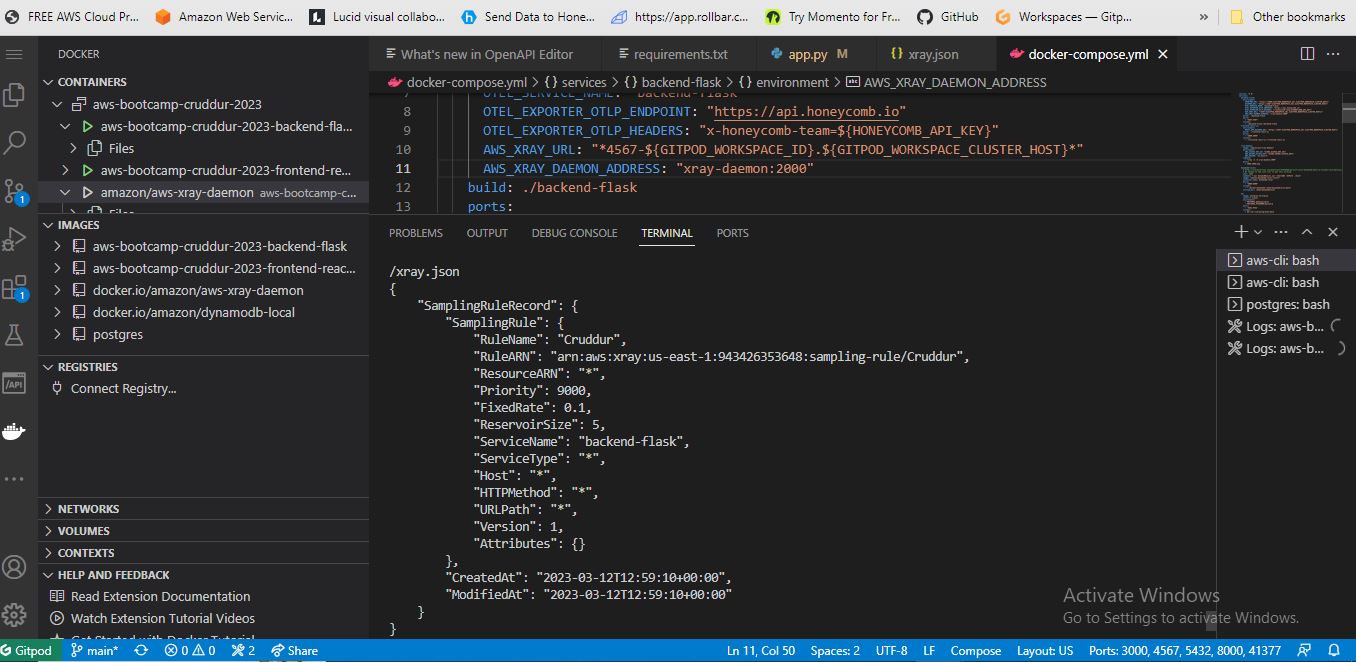 FREE AWS Cloud Pr...
Amazon Web Servic...
Lucid visual collabo...
Send Data to Hone...
https://app.rollbar.c...
Try Momento for Fr...
GitHub
Workspaces — Gitp...
»
Other bookmarks
DOCKER
What's new in OpenAPI Editor
requirements.txt
app.py M
{} xray.json
docker-compose.yml
docker-compose.yml > {} services > {} backend-flask > {} environment > AWS_XRAY_DAEMON_ADDRESS
CONTAINERS
aws-bootcamp-cruddur-2023
aws-bootcamp-cruddur-2023-backend-fla...
Files
aws-bootcamp-cruddur-2023-frontend-re...
amazon/aws-xray-daemon aws-bootcamp-c...
Files
IMAGES
aws-bootcamp-cruddur-2023-backend-flask
aws-bootcamp-cruddur-2023-frontend-reac...
docker.io/amazon/aws-xray-daemon
docker.io/amazon/dynamodb-local
postgres
REGISTRIES
Connect Registry...
NETWORKS
VOLUMES
CONTEXTS
HELP AND FEEDBACK
Read Extension Documentation
Watch Extension Tutorial Videos
Get Started with Docker Tutorial
1
1
/API
7 OTEL_SERVICE_NAME: "backend-flask"
8 OTEL_EXPORTER_OTLP_ENDPOINT: "https://api.honeycomb.io"
9 OTEL_EXPORTER_OTLP_HEADERS: "x-honeycomb-team=${HONEYCOMB_API_KEY}"
10 AWS_XRAY_URL: "*4567-${GITPOD_WORKSPACE_ID}.${GITPOD_WORKSPACE_CLUSTER_HOST}*"
11 AWS_XRAY_DAEMON_ADDRESS: "xray-daemon:2000"
12 build: ./backend-flask
13 ports:
PROBLEMS OUTPUT DEBUG CONSOLE TERMINAL PORTS
/xray.json
{
"SamplingRuleRecord": {
"SamplingRule": {
"RuleName": "Cruddur",
"RuleARN": "arn:aws:xray:us-east-1:943426353648:sampling-rule/Cruddur",
"ResourceARN": "*",
"Priority": 9000,
"FixedRate": 0.1,
"ReservoirSize": 5,
"ServiceName": "backend-flask",
"ServiceType": "*",
"Host": "*",
"HTTPMethod": "*",
"URLPath": "*",
"Version": 1,
"Attributes": {}
},
"CreatedAt": "2023-03-12T12:59:10+00:00",
"ModifiedAt": "2023-03-12T12:59:10+00:00"
}
}
aws-cli: bash
aws-cli: bash
postgres: bash
Logs: aws-b...
Logs: aws-b...
Activate Windows
Go to Settings to activate Windows.
Gitpod main* 0 0 2 Share Ln 11, Col 50 Spaces: 2 UTF-8 LF Compose Layout: US Ports: 3000, 4567, 5432, 8000, 41377